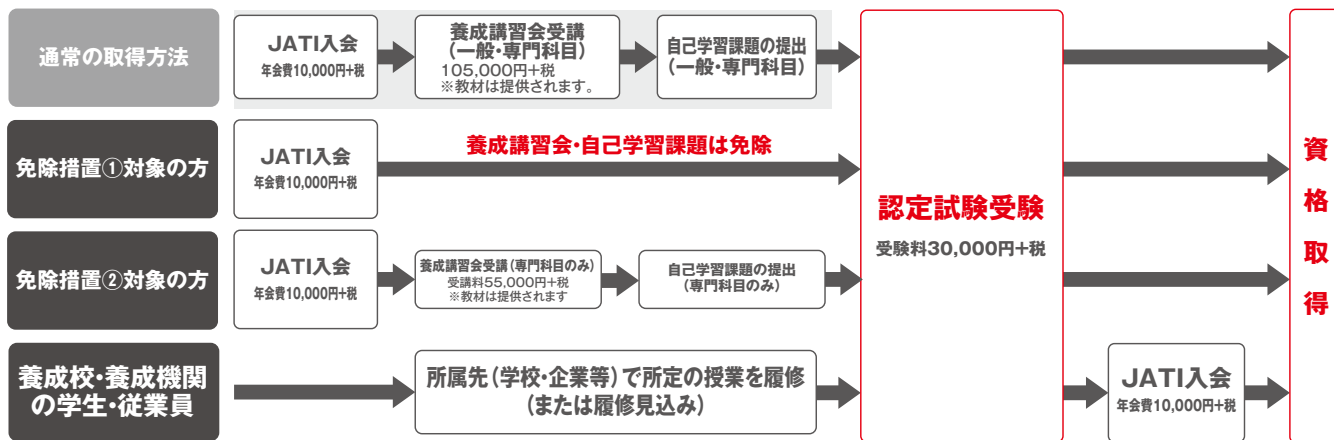 通常の取得方法
JATI入会
年会費10,000円+税
養成講習会受講
(一般・専門科目)
105,000円+税
※教材は提供されます。
自己学習課題の提出
(一般・専門科目)
免除措置①対象の方
JATI入会
年会費10,000円+税
養成講習会・自己学習課題は免除
免除措置②対象の方
JATI入会
年会費10,000円+税
養成講習会受講(専門科目のみ)
受講料55,000円+税
※教材は提供されます
自己学習課題の提出
(専門科目のみ)
養成校・養成機関
の学生・従業員
所属先(学校・企業等)で所定の授業を履修
(または履修見込み)
認定試験受験
受験料30,000円+税
JATI入会
年会費10,000円+税
資格取得